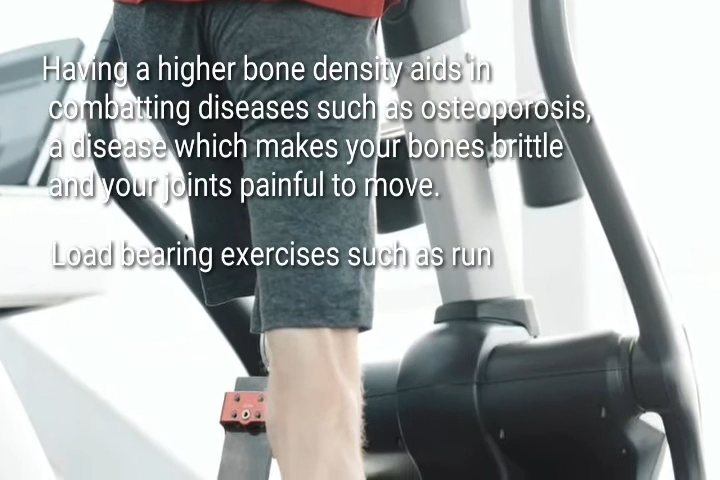 Having a higher bone density aids in
combatting diseases such as osteoporosis,
a disease which makes your bones brittle
and your joints painful to move.
Load bearing exercises such as run